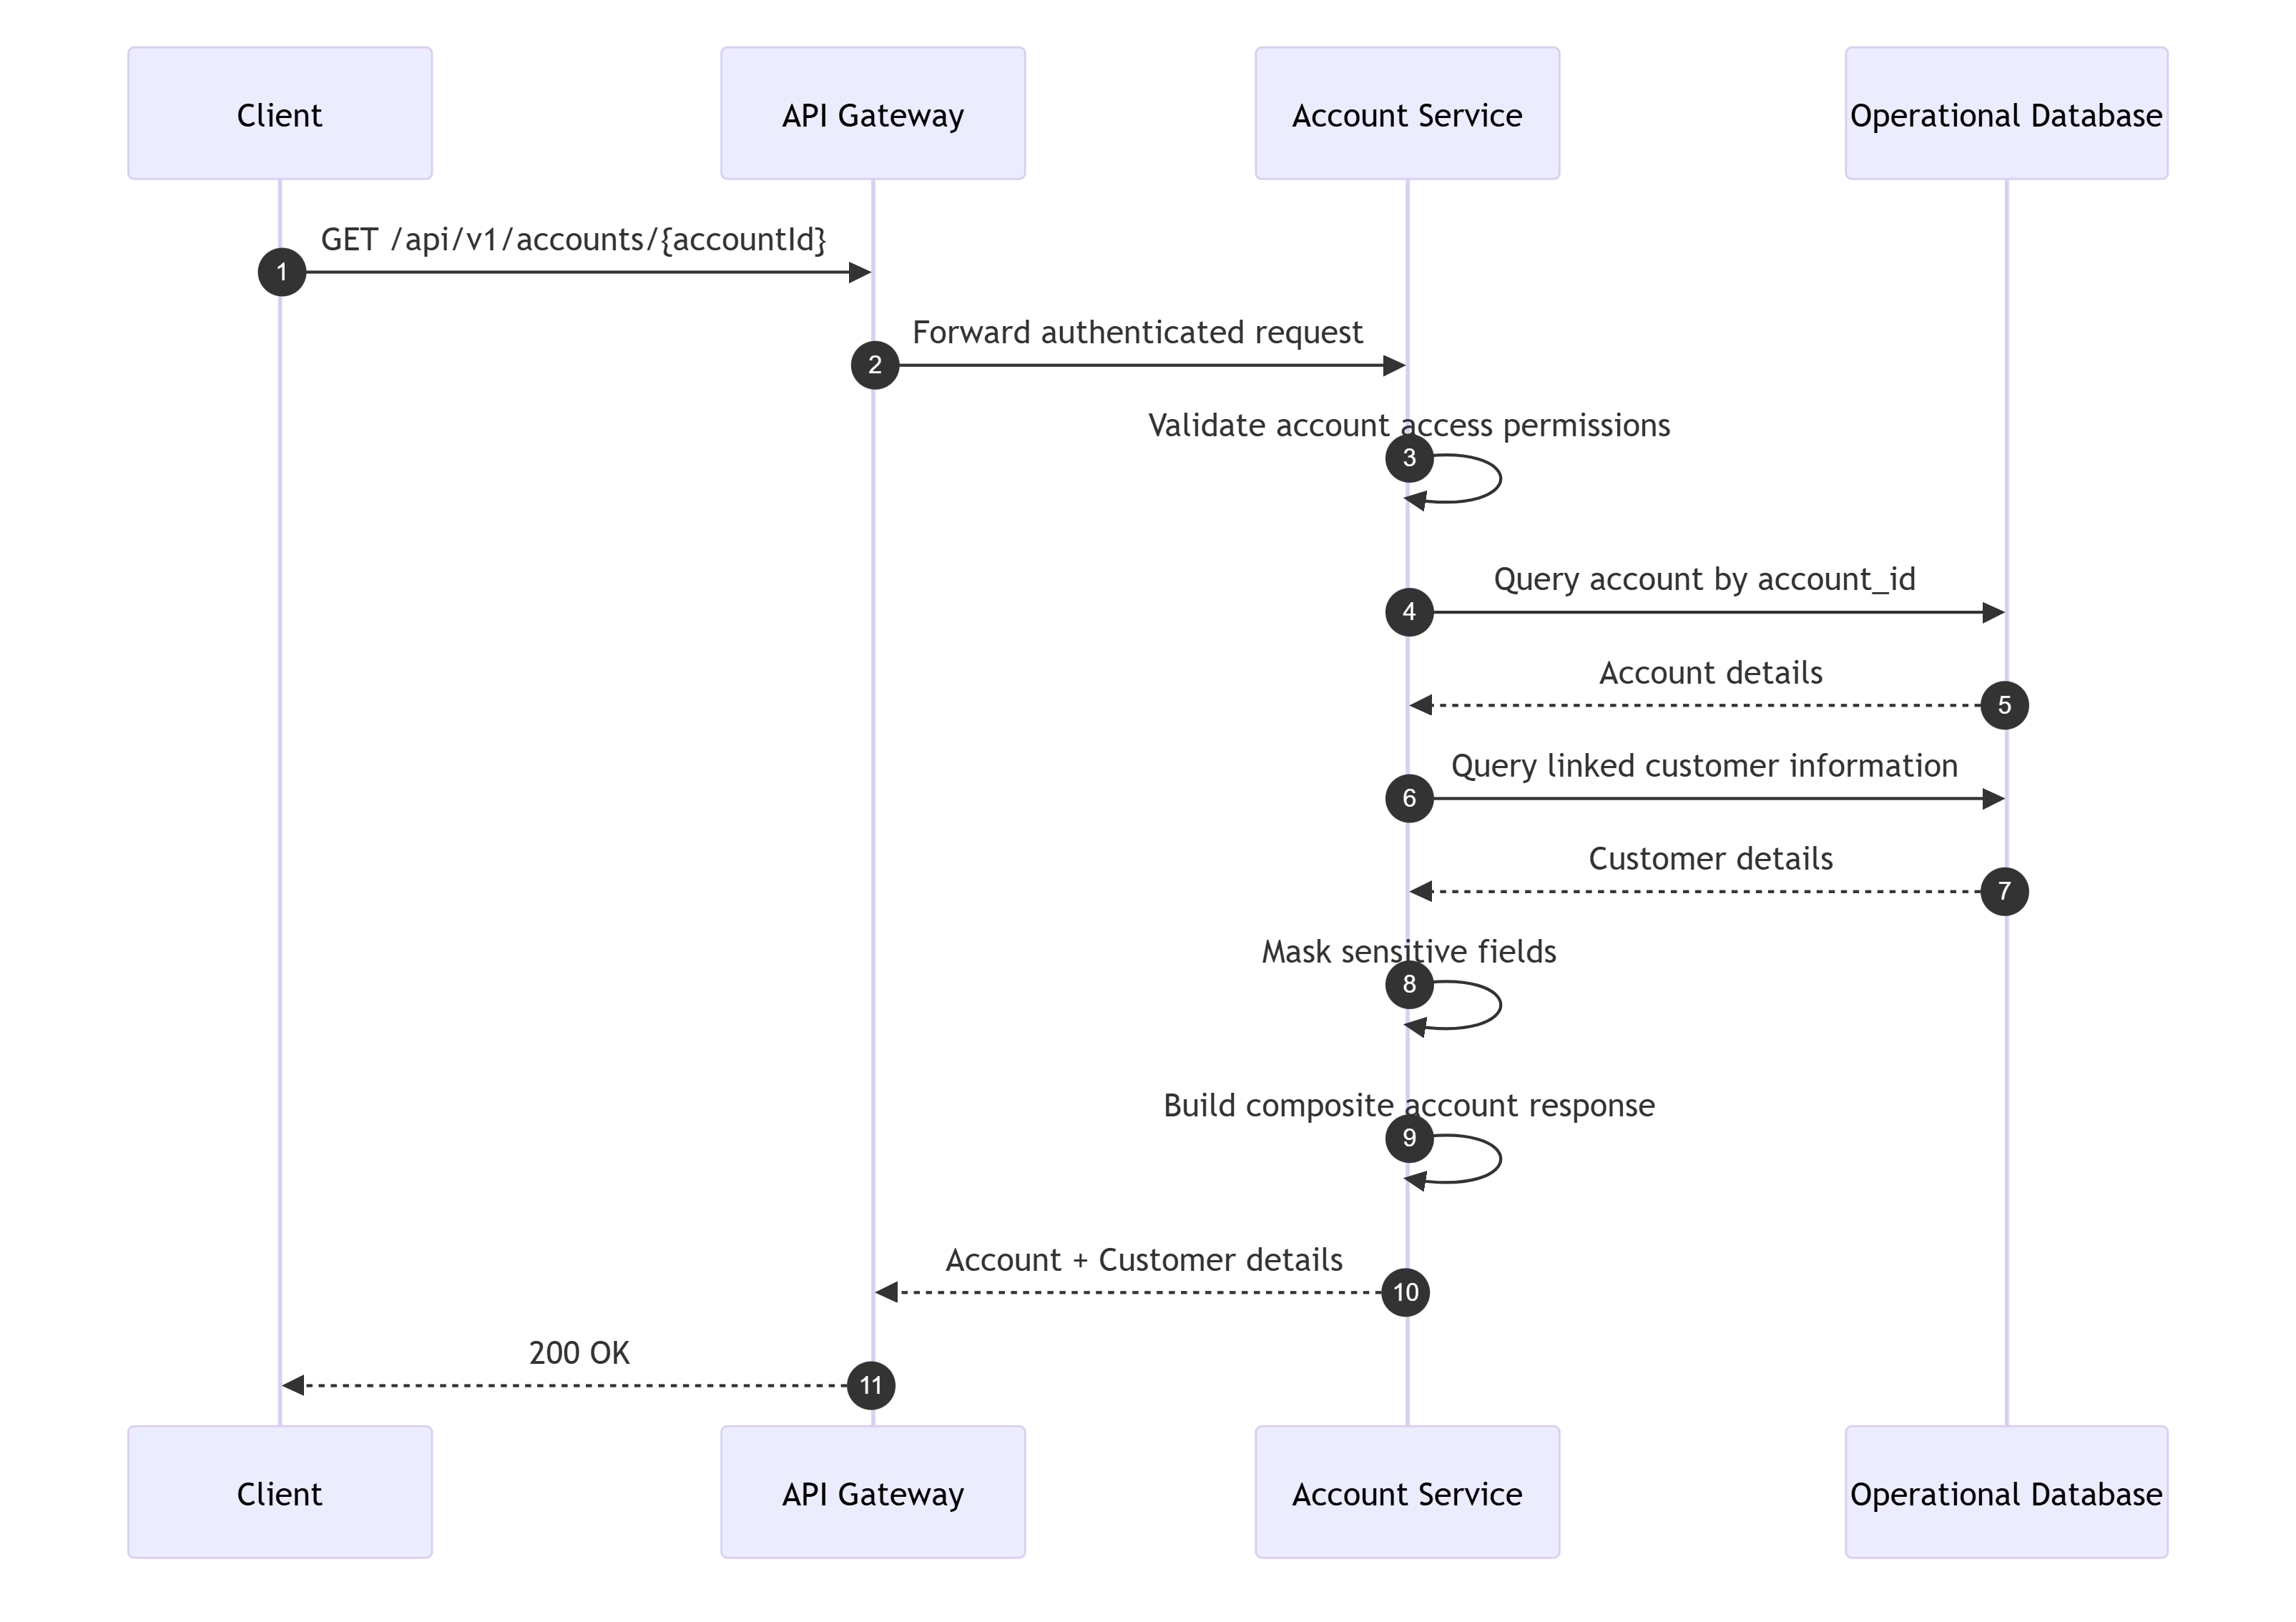 Client
API Gateway
Account Service
Operational Database
GET /api/v1/accounts/{accountId}
1
Forward authenticated request
2
Validate account access permissions
3
Query account by account_id
4
Account details
5
Query linked customer information
6
Customer details
7
Mask sensitive fields
8
Build composite account response
9
Account + Customer details
10
200 OK
11
Client
API Gateway
Account Service
Operational Database